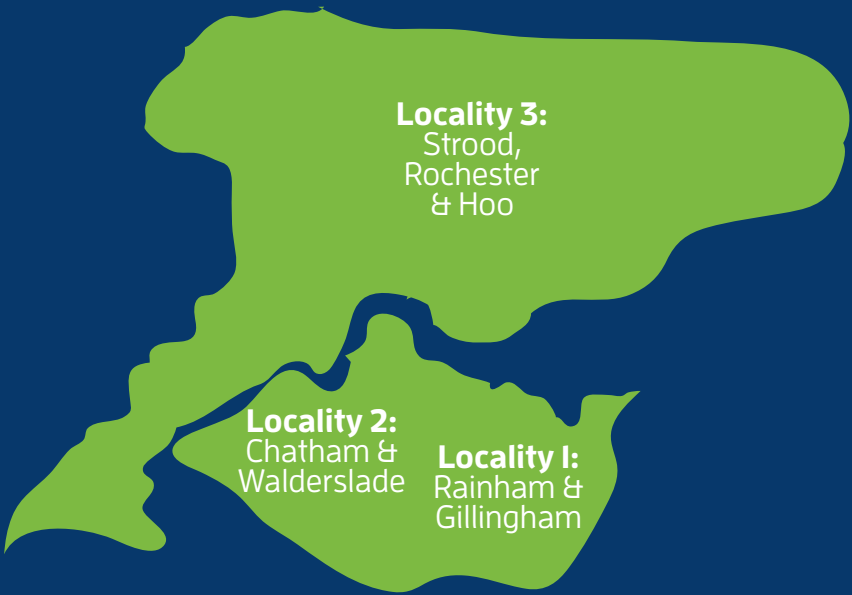 Locality 3:
Strood,
Rochester
& Hoo
Locality 2:
Chatham &
Walderslade
Locality 1:
Rainham &
Gillingham